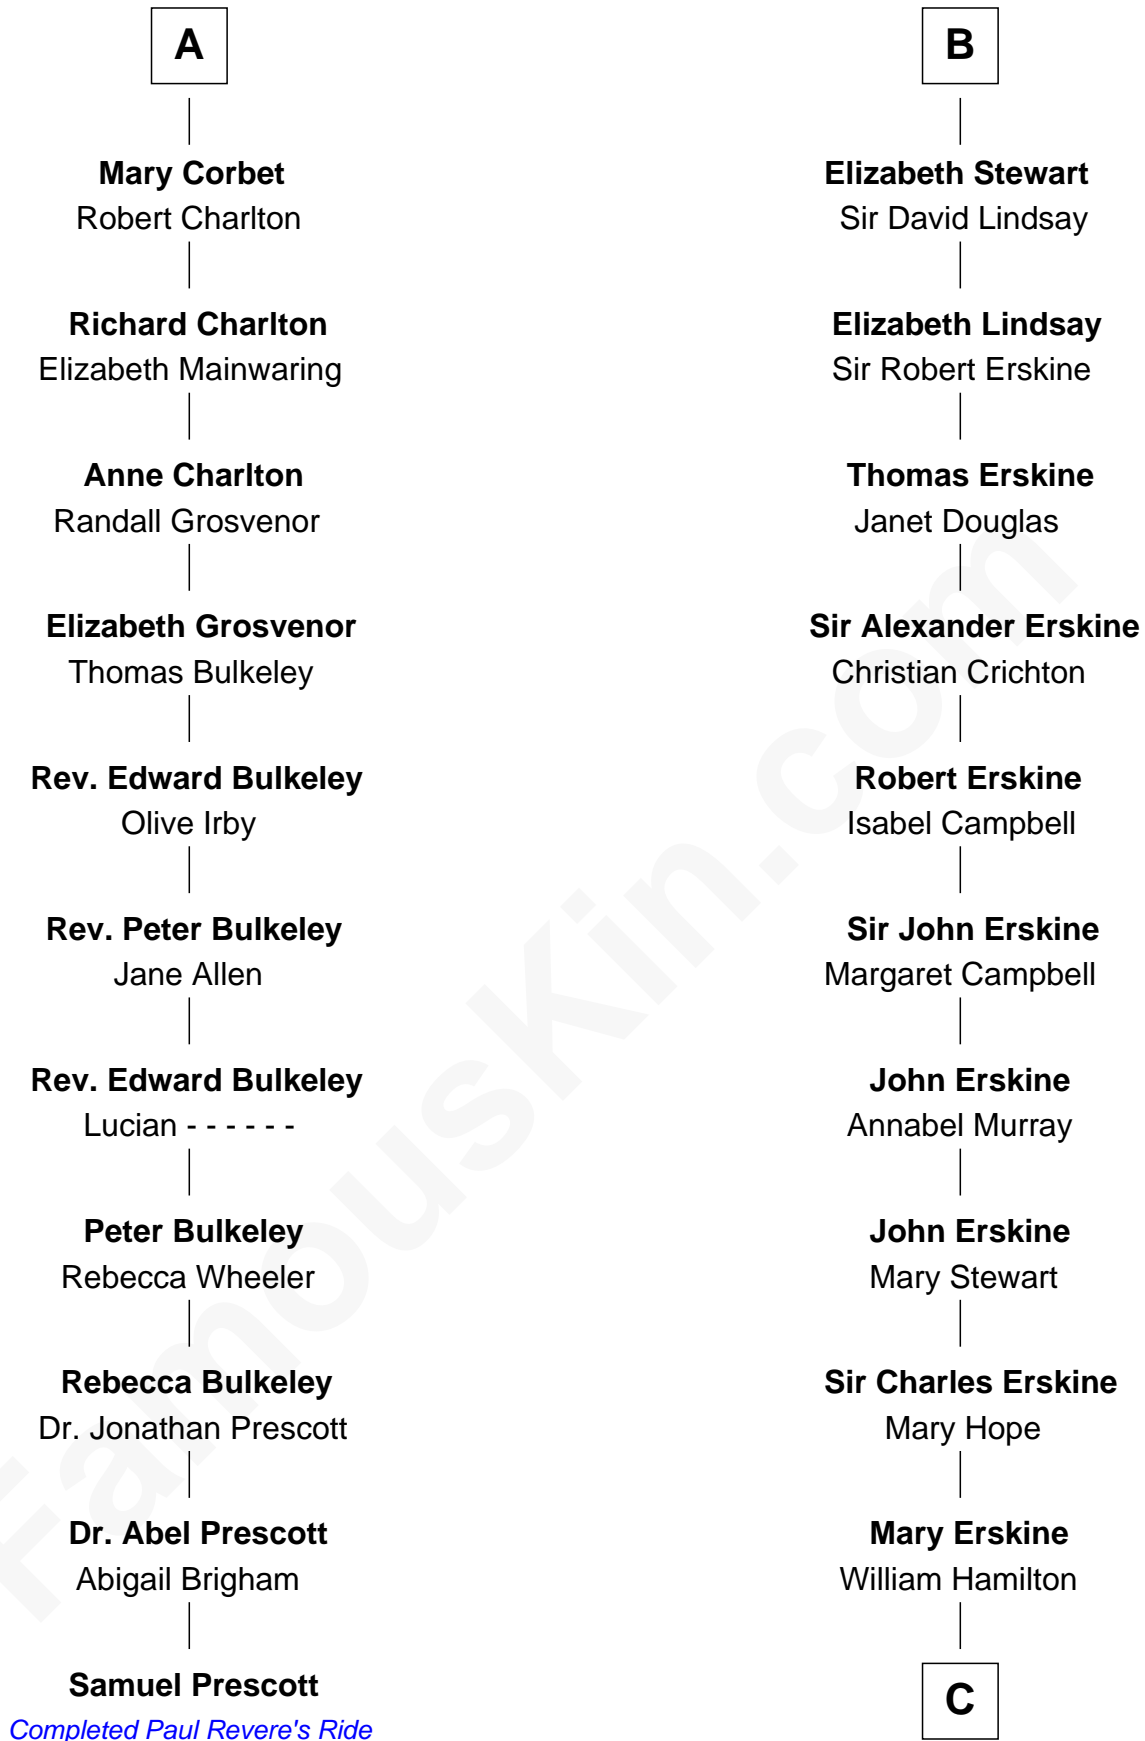 A
Mary Corbet
Robert Charlton
Richard Charlton
Elizabeth Mainwaring
Anne Charlton
Randall Grosvenor
Elizabeth Grosvenor
Thomas Bulkeley
Rev. Edward Bulkeley
Olive Irby
Rev. Peter Bulkeley
Jane Allen
Rev. Edward Bulkeley
Lucian - - - - - -
Peter Bulkeley
Rebecca Wheeler
Rebecca Bulkeley
Dr. Jonathan Prescott
Dr. Abel Prescott
Abigail Brigham
Samuel Prescott
Completed Paul Revere's Ride
B
Elizabeth Stewart
Sir David Lindsay
Elizabeth Lindsay
Sir Robert Erskine
Thomas Erskine
Janet Douglas
Sir Alexander Erskine
Christian Crichton
Robert Erskine
Isabel Campbell
Sir John Erskine
Margaret Campbell
John Erskine
Annabel Murray
John Erskine
Mary Stewart
Sir Charles Erskine
Mary Hope
Mary Erskine
William Hamilton
C
FamousKin.com